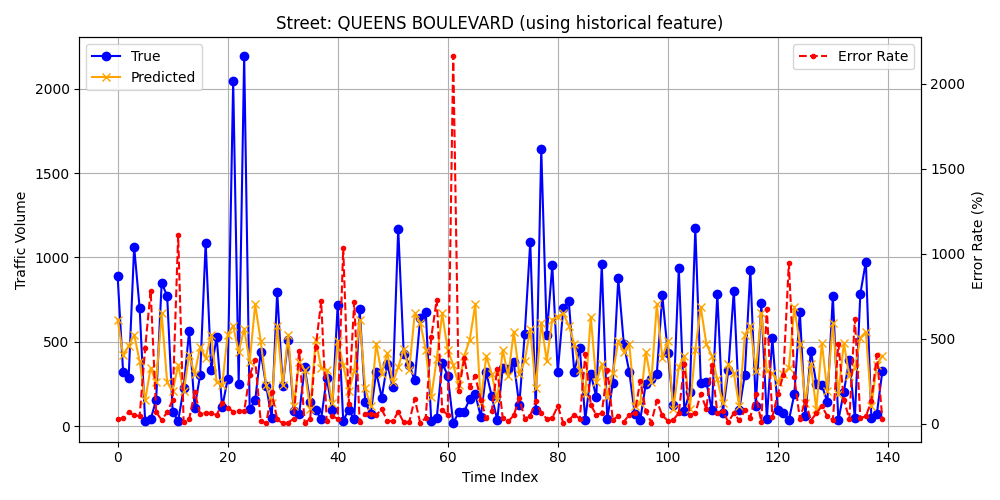 Street: QUEENS BOULEVARD (using historical feature)
True
Predicted
Error Rate
Traffic Volume
0
500
1000
1500
2000
Error Rate (%)
0
500
1000
1500
2000
0 20 40 60 80 100 120 140
Time Index